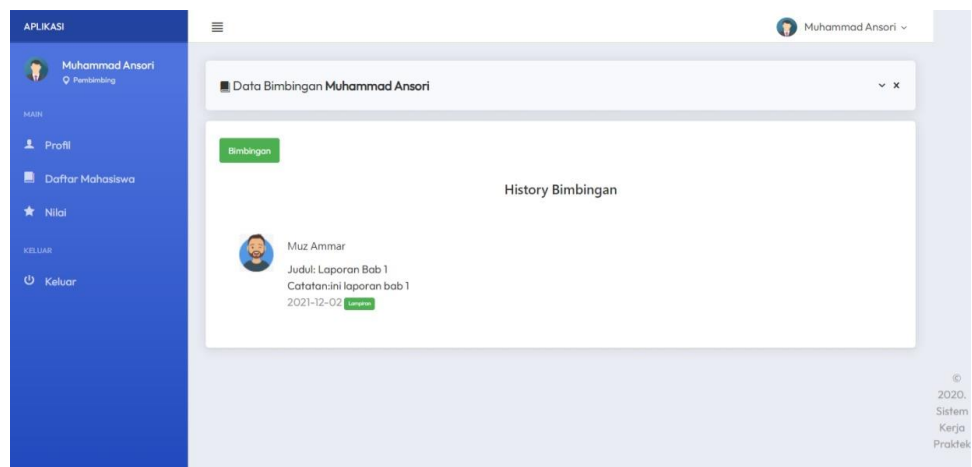 APLIKASI
Muhammad Ansori
Muhammad Ansori
Pembimbing
Data Bimbingan Muhammad Ansori
x
MAIN
Profil
Daftar Mahasiswa
Nilai
KELUAR
Keluar
Bimbingan
History Bimbingan
Muz Ammar
Judul: Laporan Bab 1
Catatan:ini laporan bab 1
2021-12-02 Lampiran
©
2020.
Sistem
Kerja
Praktek